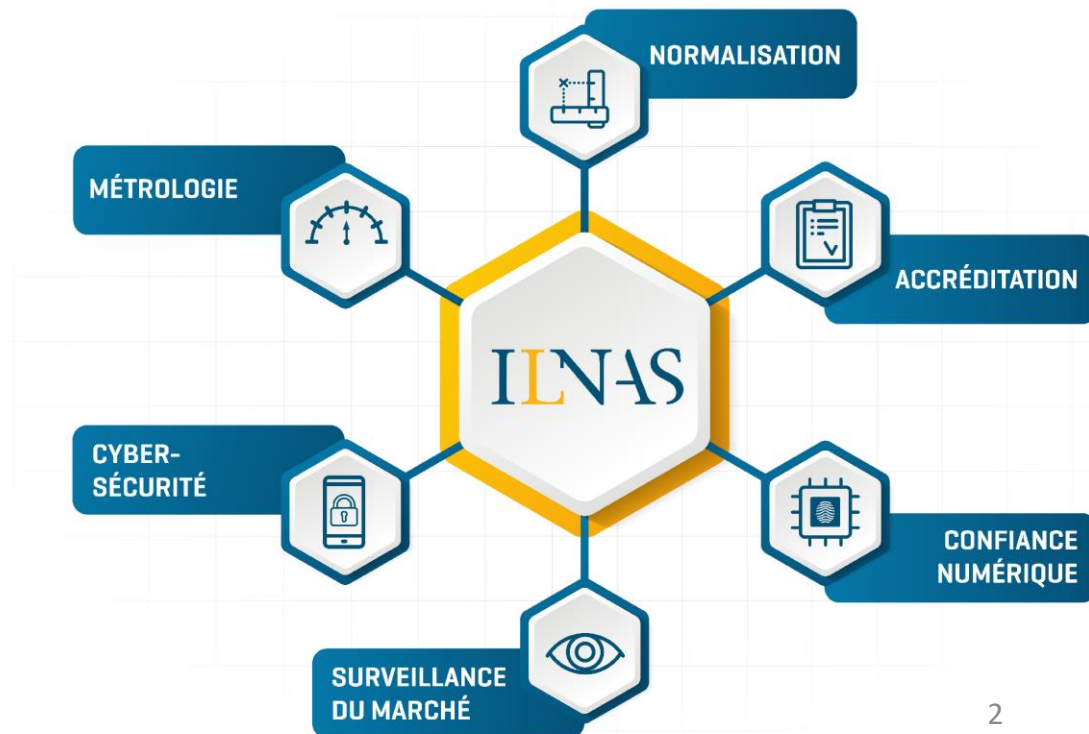 NORMALISATION
MÉTROLOGIE
ACCRÉDITATION
ILNAS
CYBER-
SÉCURITÉ
CONFIANCE
NUMÉRIQUE
SURVEILLANCE
DU MARCHÉ
2